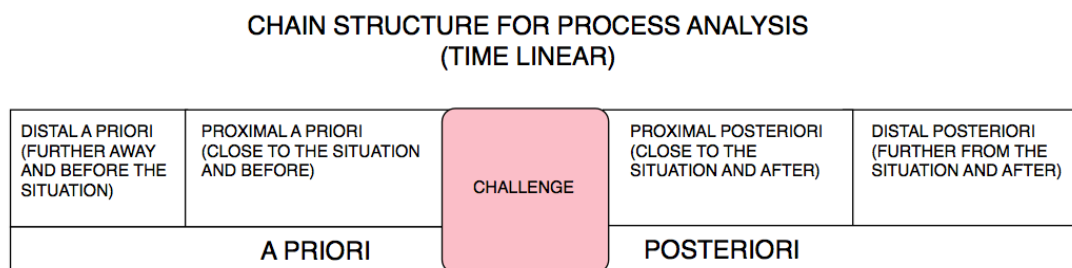 CHAIN STRUCTURE FOR PROCESS ANALYSIS
(TIME LINEAR)
DISTAL A PRIORI
(FURTHER AWAY
AND BEFORE THE
SITUATION)
PROXIMAL A PRIORI
(CLOSE TO THE SITUATION
AND BEFORE)
CHALLENGE
PROXIMAL POSTERIORI
(CLOSE TO THE
SITUATION AND AFTER)
DISTAL POSTERIORI
(FURTHER FROM THE
SITUATION AND AFTER)
A PRIORI
POSTERIORI